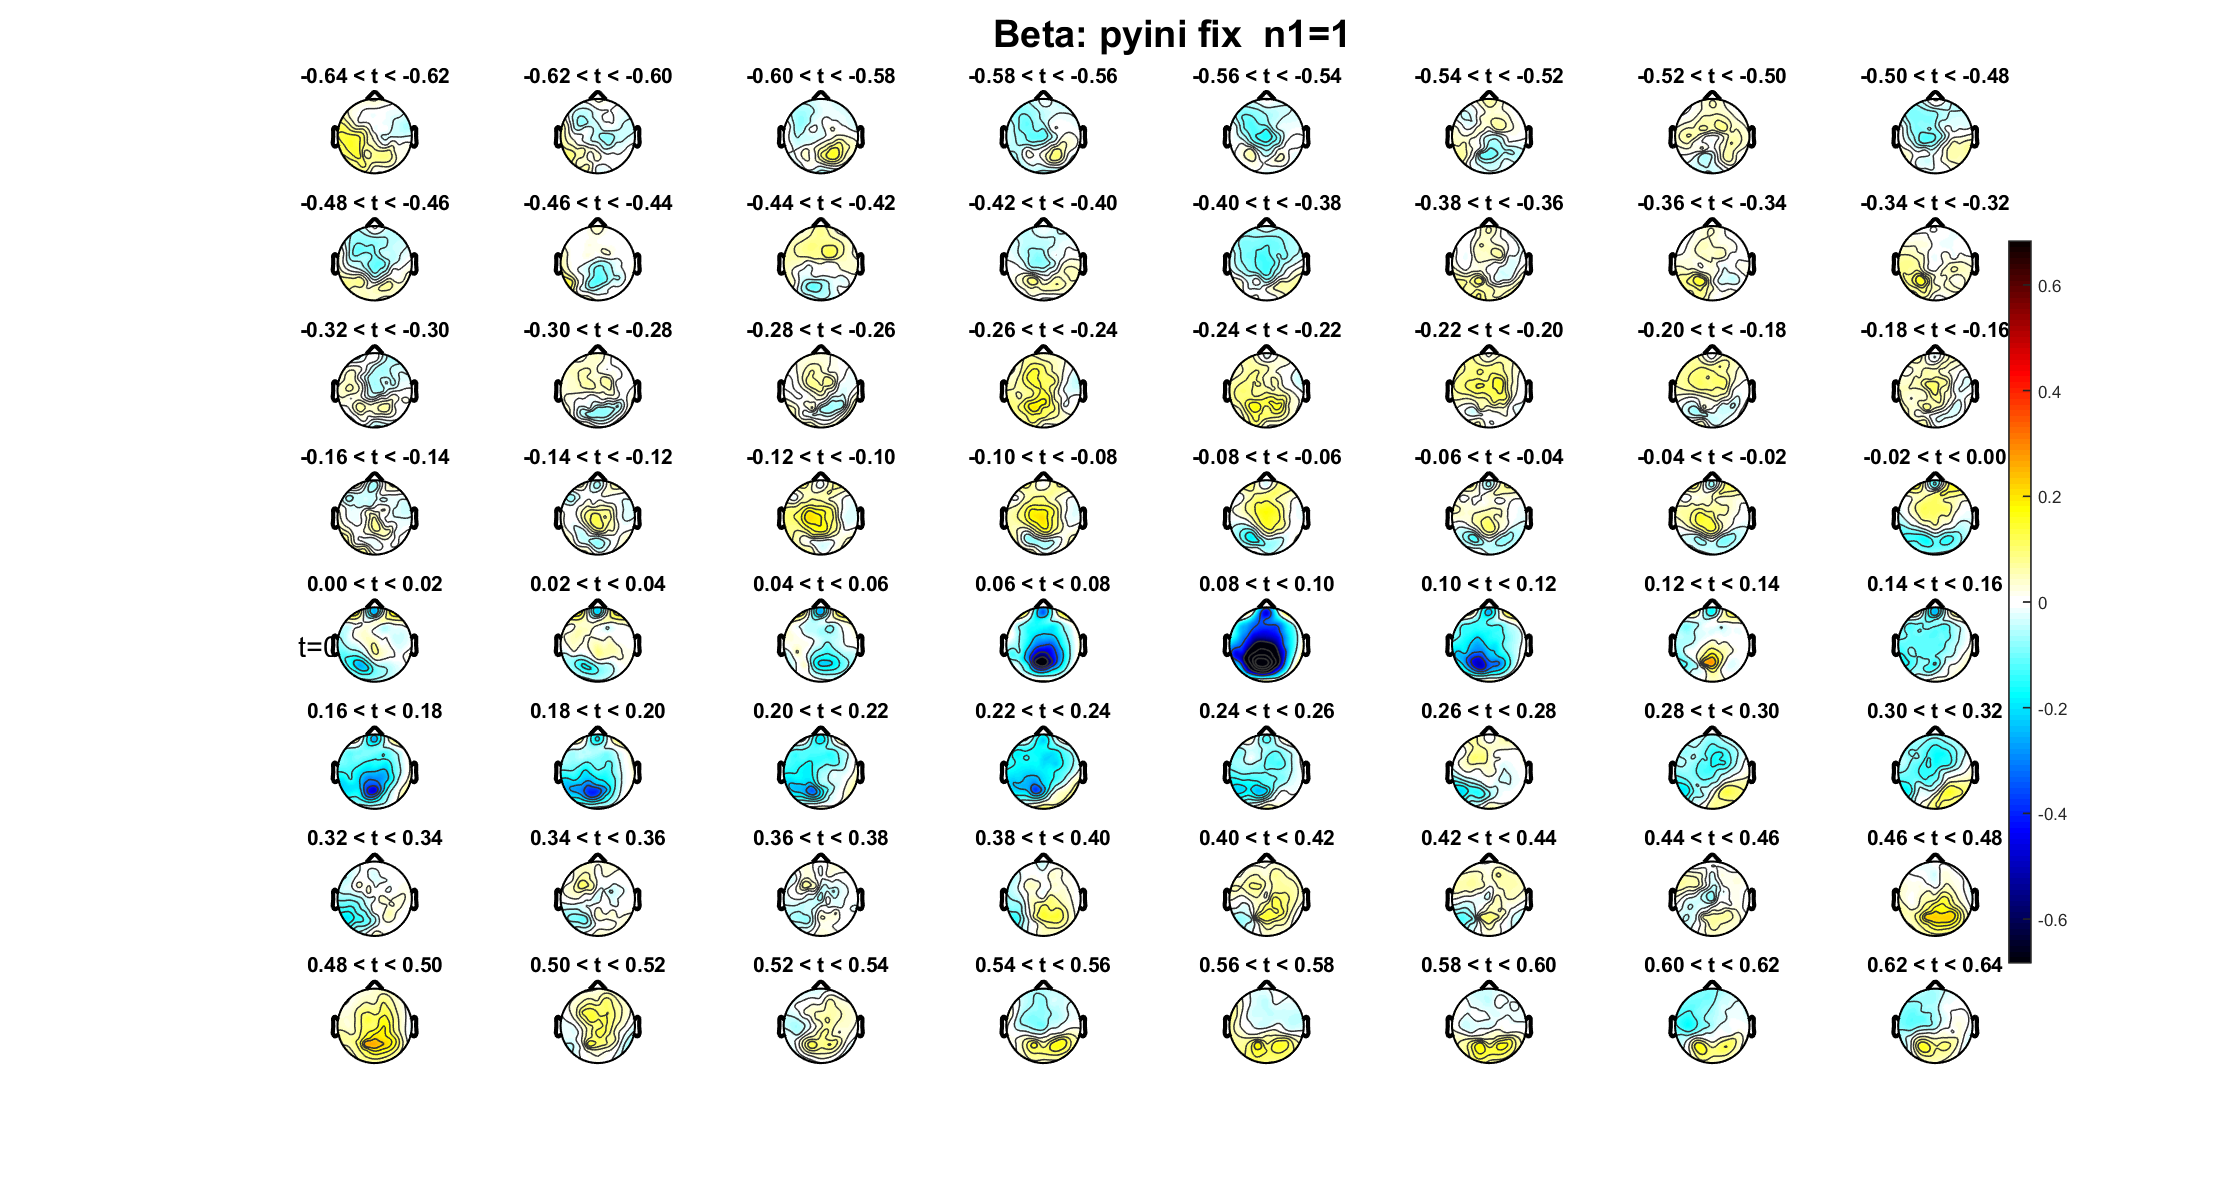 Beta: pyini fix  n1=1
-0.64 < t < -0.62
-0.62 < t < -0.60
-0.60 < t < -0.58
-0.58 < t < -0.56
-0.56 < t < -0.54
-0.54 < t < -0.52
-0.52 < t < -0.50
-0.50 < t < -0.48
-0.48 < t < -0.46
-0.46 < t < -0.44
-0.44 < t < -0.42
-0.42 < t < -0.40
-0.40 < t < -0.38
-0.38 < t < -0.36
-0.36 < t < -0.34
-0.34 < t < -0.32
-0.32 < t < -0.30
-0.30 < t < -0.28
-0.28 < t < -0.26
-0.26 < t < -0.24
-0.24 < t < -0.22
-0.22 < t < -0.20
-0.20 < t < -0.18
-0.18 < t < -0.16
-0.16 < t < -0.14
-0.14 < t < -0.12
-0.12 < t < -0.10
-0.10 < t < -0.08
-0.08 < t < -0.06
-0.06 < t < -0.04
-0.04 < t < -0.02
-0.02 < t < 0.00
0.00 < t < 0.02
0.02 < t < 0.04
0.04 < t < 0.06
0.06 < t < 0.08
0.08 < t < 0.10
0.10 < t < 0.12
0.12 < t < 0.14
0.14 < t < 0.16
t=0
0.16 < t < 0.18
0.18 < t < 0.20
0.20 < t < 0.22
0.22 < t < 0.24
0.24 < t < 0.26
0.26 < t < 0.28
0.28 < t < 0.30
0.30 < t < 0.32
0.32 < t < 0.34
0.34 < t < 0.36
0.36 < t < 0.38
0.38 < t < 0.40
0.40 < t < 0.42
0.42 < t < 0.44
0.44 < t < 0.46
0.46 < t < 0.48
0.48 < t < 0.50
0.50 < t < 0.52
0.52 < t < 0.54
0.54 < t < 0.56
0.56 < t < 0.58
0.58 < t < 0.60
0.60 < t < 0.62
0.62 < t < 0.64
0.6
0.4
0.2
0
-0.2
-0.4
-0.6